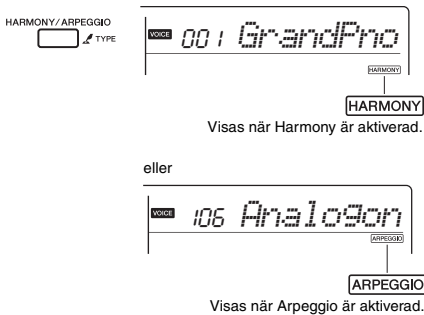 HARMONY/ARPEGGIO
TYPE
VOICE 001 GrandPno
HARMONY
HARMONY
Visas när Harmony är aktiverad.
eller
VOICE 106 Analogon
ARPEGGIO
ARPEGGIO
Visas när Arpeggio är aktiverad.